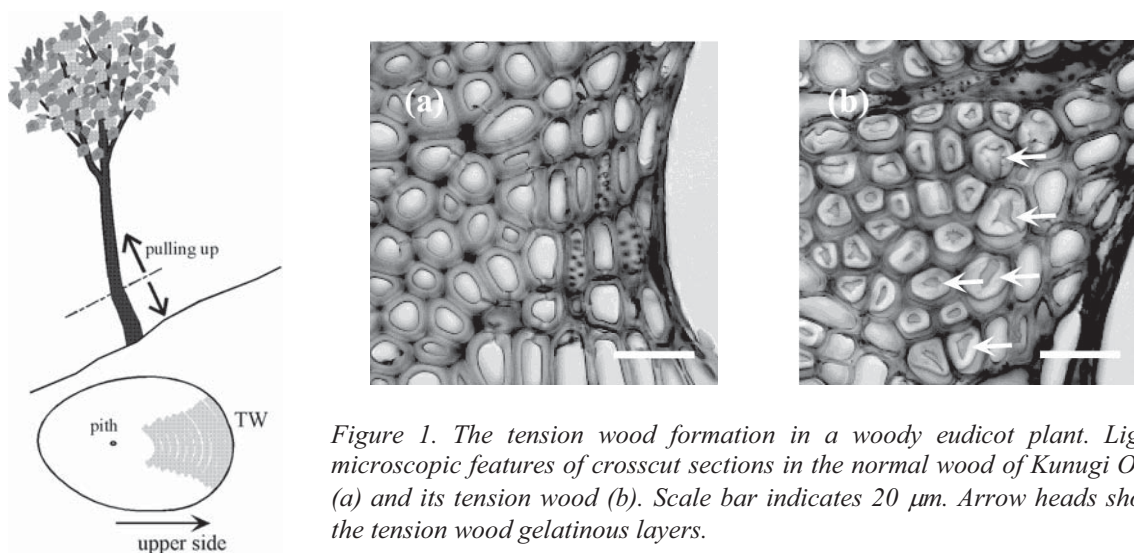 pulling up
pith
TW
upper side
(a)
(b)
Figure 1. The tension wood formation in a woody eudicot plant. Lig
microscopic features of crosscut sections in the normal wood of Kunugi O
(a) and its tension wood (b). Scale bar indicates 20 μm. Arrow heads sho
the tension wood gelatinous layers.